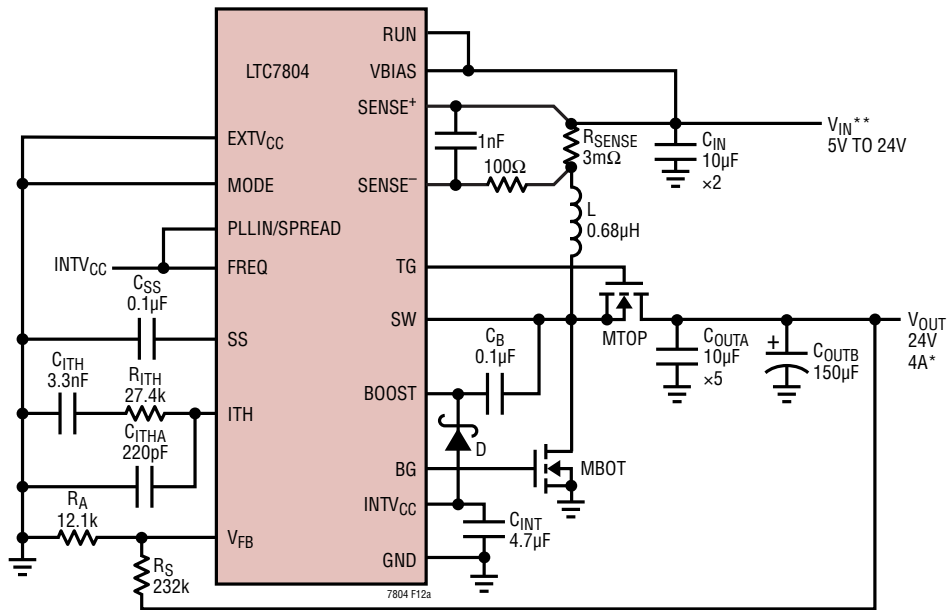 LTC7804
RUN
VBIAS
SENSE+
1nF
100Ω
SENSE−
RSENSE
3mΩ
CIN
10µF
×2
VIN**
5V TO 24V
EXTVCC
MODE
PLLIN/SPREAD
INTVCC
FREQ
L
0.68µH
TG
SW
MTOP
CSS
0.1µF
SS
CB
0.1µF
COUTA
10µF
×5
+
COUTB
150µF
VOUT
24V
4A*
CITH
3.3nF
RITH
27.4k
ITH
CITHA
220pF
BOOST
D
BG
MBOT
INTVCC
CINT
4.7µF
RA
12.1k
VFB
GND
RS
232k
7804 F12a